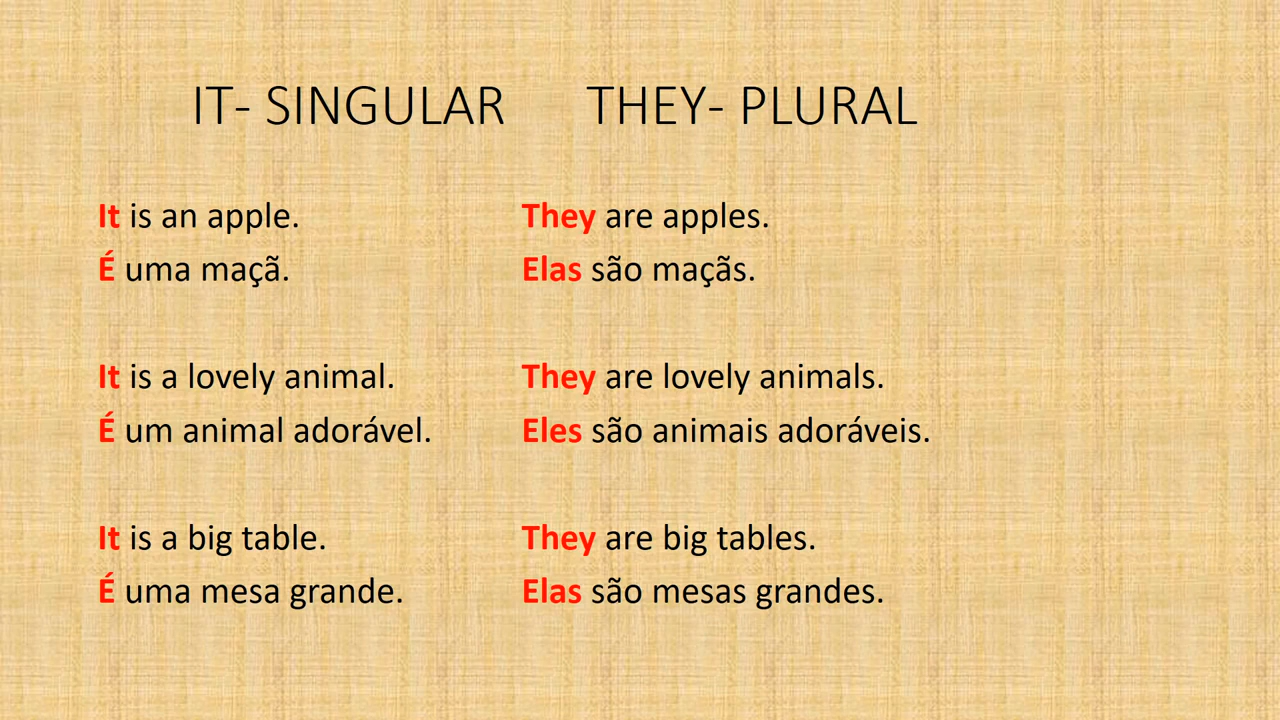 IT- SINGULAR THEY- PLURAL
It is an apple.
É uma maçã.
It is a lovely animal.
É um animal adorável.
It is a big table.
É uma mesa grande.
They are apples.
Elas são maçãs.
They are lovely animals.
Eles são animais adoráveis.
They are big tables.
Elas são mesas grandes.